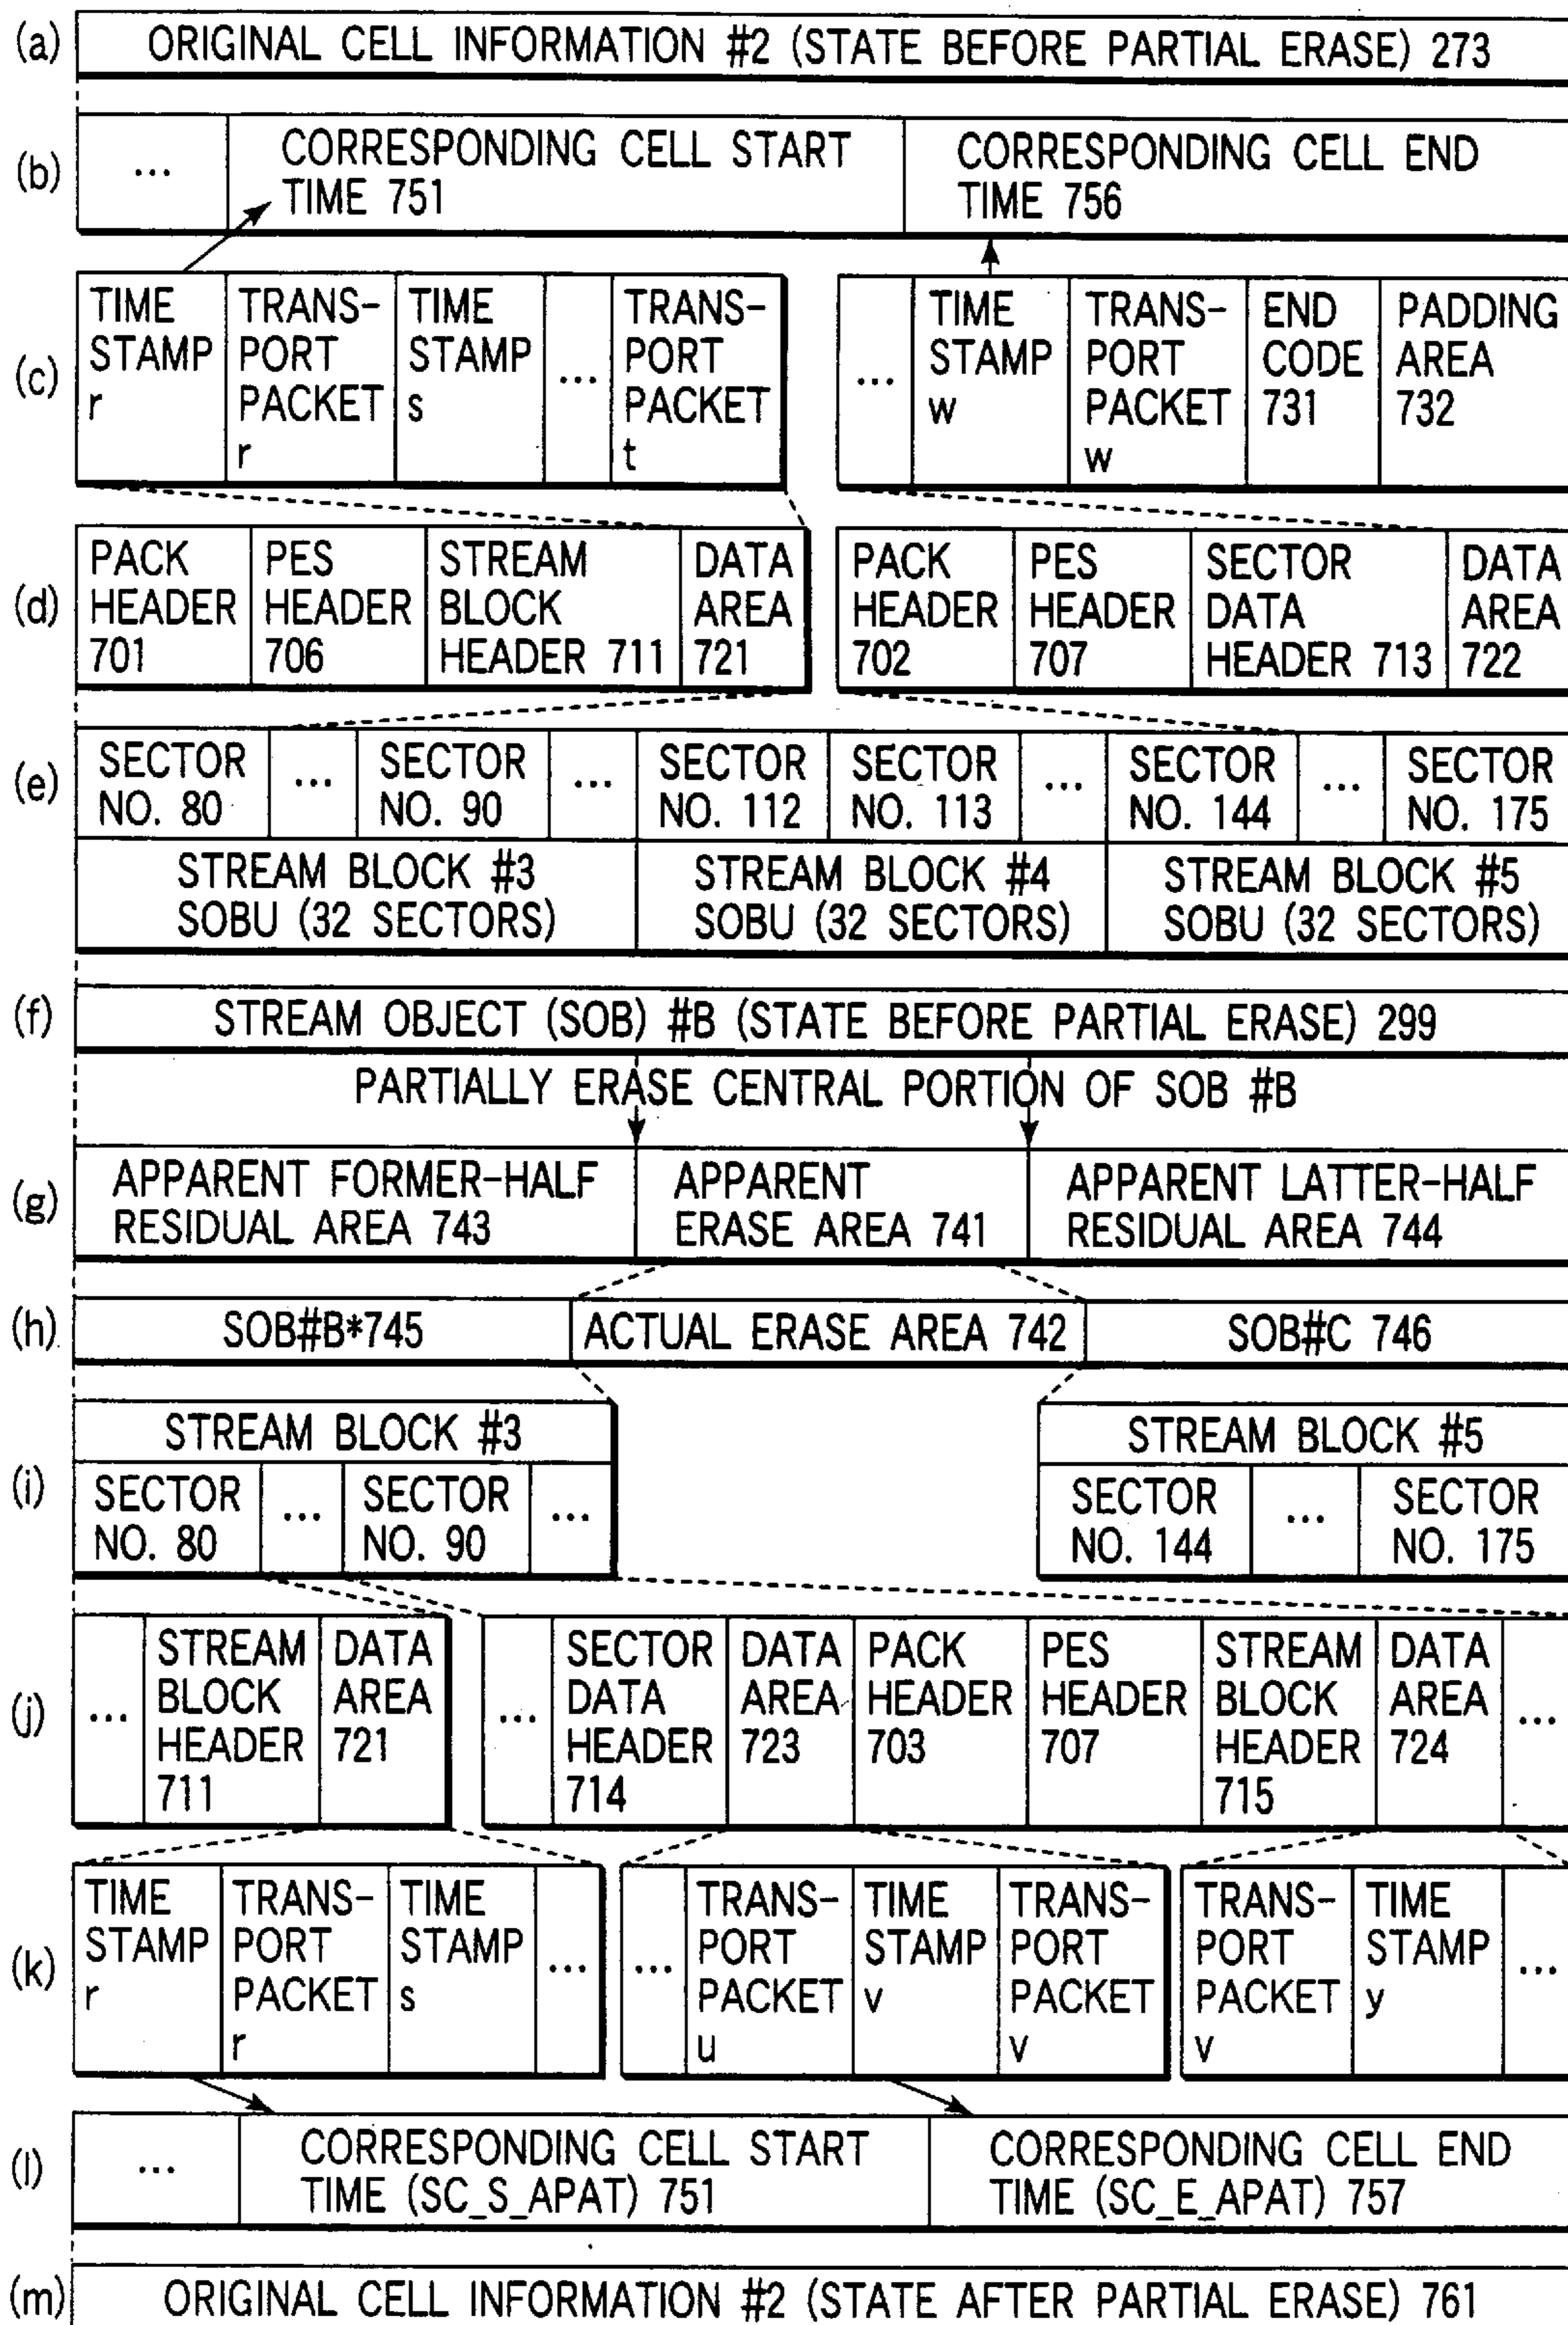 (a) ORIGINAL CELL INFORMATION #2 (STATE BEFORE PARTIAL ERASE) 273
(b) ... CORRESPONDING CELL START
TIME 751
CORRESPONDING CELL END
TIME 756
(c)
TIME
STAMP
r
TRANS-
PORT
PACKET
r
TIME
STAMP
s
...
TRANS-
PORT
PACKET
t
...
TIME
STAMP
w
TRANS-
PORT
PACKET
w
END
CODE
731
PADDING
AREA
732
(d)
PACK
HEADER
701
PES
HEADER
706
STREAM
BLOCK
HEADER 711
DATA
AREA
721
PACK
HEADER
702
PES
HEADER
707
SECTOR
DATA
HEADER 713
DATA
AREA
722
(e)
SECTOR
NO. 80
...
SECTOR
NO. 90
...
SECTOR
NO. 112
SECTOR
NO. 113
...
SECTOR
NO. 144
...
SECTOR
NO. 175
STREAM BLOCK #3
SOBU (32 SECTORS)
STREAM BLOCK #4
SOBU (32 SECTORS)
STREAM BLOCK #5
SOBU (32 SECTORS)
(f) STREAM OBJECT (SOB) #B (STATE BEFORE PARTIAL ERASE) 299
PARTIALLY ERASE CENTRAL PORTION OF SOB #B
(g)
APPARENT FORMER-HALF
RESIDUAL AREA 743
APPARENT
ERASE AREA 741
APPARENT LATTER-HALF
RESIDUAL AREA 744
(h) SOB#B*745 ACTUAL ERASE AREA 742 SOB#C 746
(i)
STREAM BLOCK #3
SECTOR
NO. 80
...
SECTOR
NO. 90
...
STREAM BLOCK #5
SECTOR
NO. 144
...
SECTOR
NO. 175
(j)
...
STREAM
BLOCK
HEADER
711
DATA
AREA
721
...
SECTOR
DATA
HEADER
714
DATA
AREA
723
PACK
HEADER
703
PES
HEADER
707
STREAM
BLOCK
HEADER
715
DATA
AREA
724
...
(k)
TIME
STAMP
r
TRANS-
PORT
PACKET
r
TIME
STAMP
s
...
...
TRANS-
PORT
PACKET
u
TIME
STAMP
v
TRANS-
PORT
PACKET
v
TRANS-
PORT
PACKET
v
TIME
STAMP
y
...
(l)
...
CORRESPONDING CELL START
TIME (SC_S_APAT) 751
CORRESPONDING CELL END
TIME (SC_E_APAT) 757
(m) ORIGINAL CELL INFORMATION #2 (STATE AFTER PARTIAL ERASE) 761